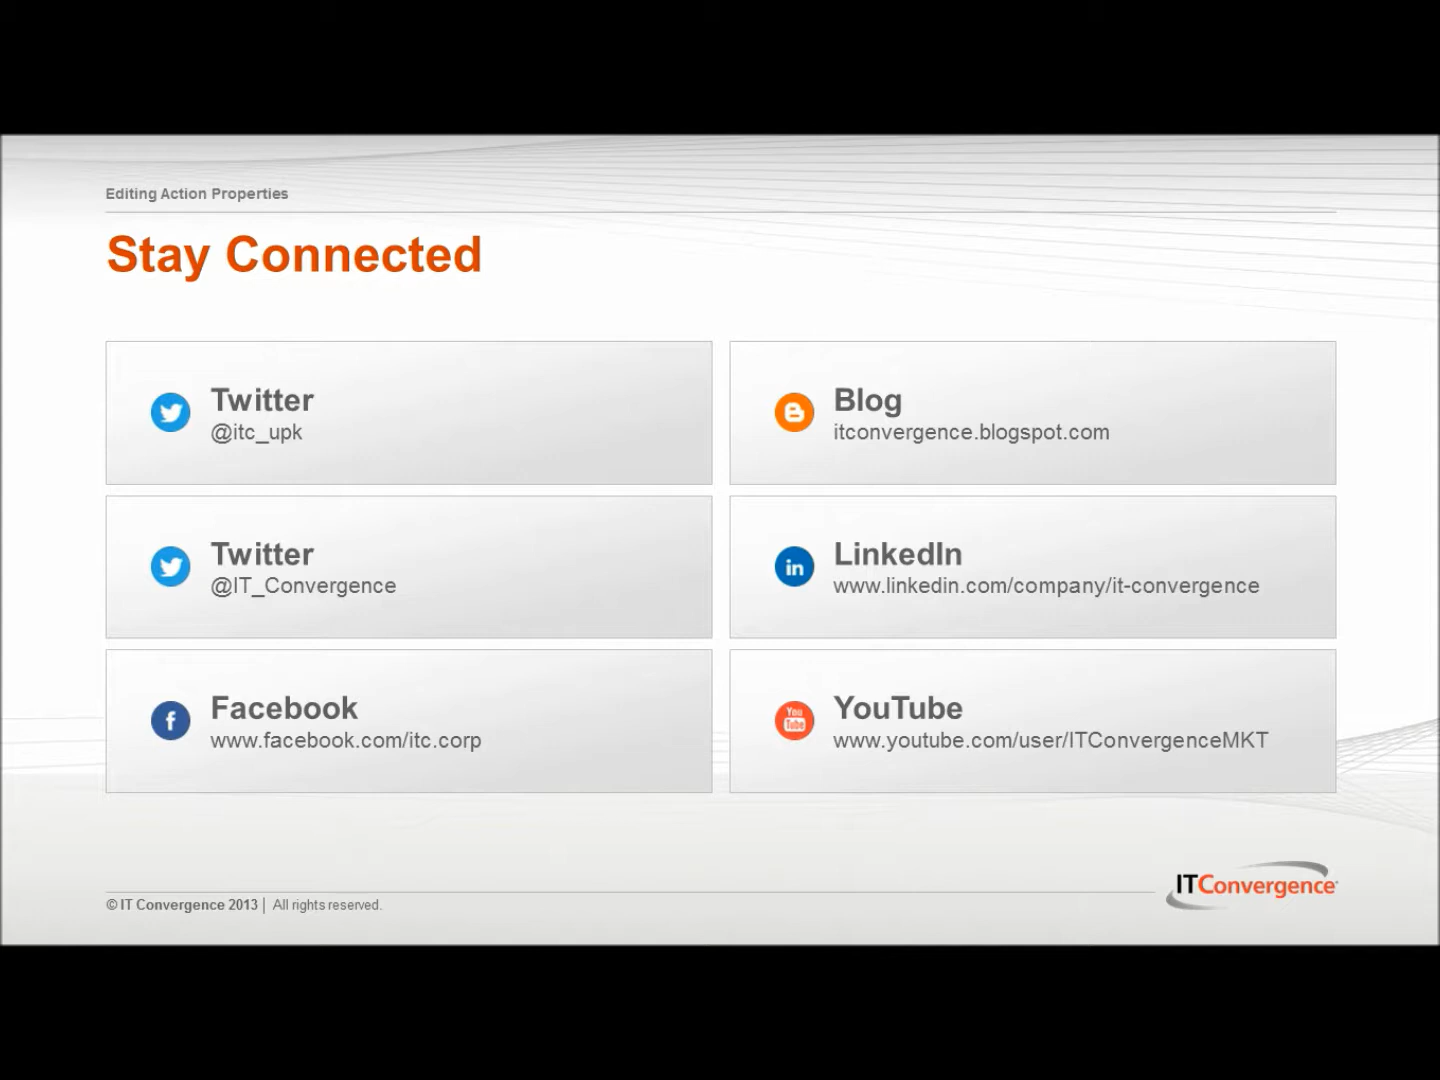 Editing Action Properties
Stay Connected
Twitter
@itc_upk
Blog
itconvergence.blogspot.com
Twitter
@IT_Convergence
LinkedIn
www.linkedin.com/company/it-convergence
Facebook
www.facebook.com/itc.corp
YouTube
www.youtube.com/user/ITConvergenceMKT
© IT Convergence 2013 | All rights reserved.
ITConvergence